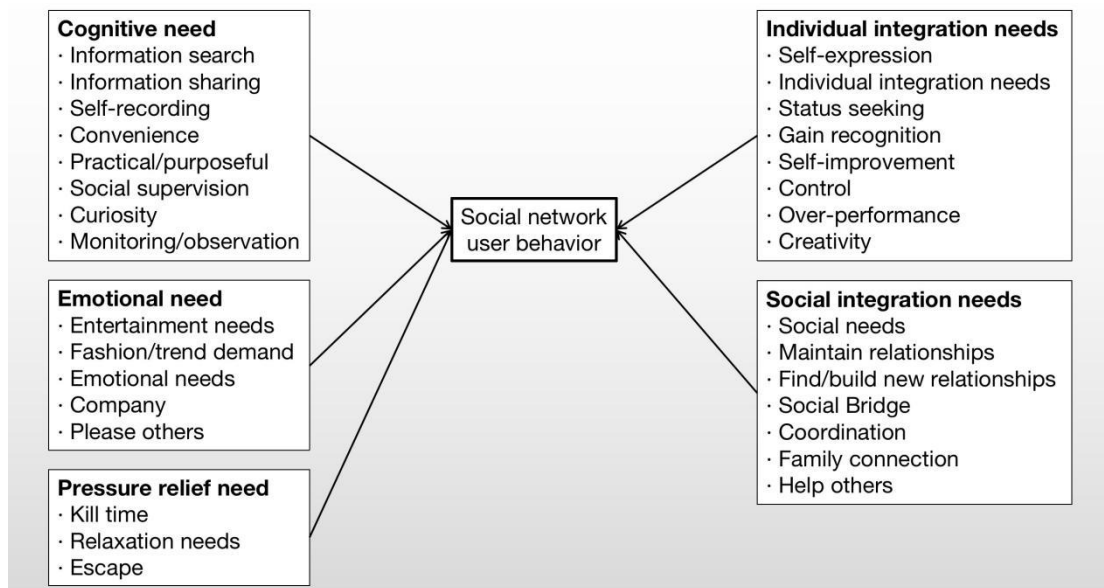 Cognitive need
· Information search
· Information sharing
· Self-recording
· Convenience
· Practical/purposeful
· Social supervision
· Curiosity
· Monitoring/observation
Emotional need
· Entertainment needs
· Fashion/trend demand
· Emotional needs
· Company
· Please others
Pressure relief need
· Kill time
· Relaxation needs
· Escape
Social network
user behavior
Individual integration needs
· Self-expression
· Individual integration needs
· Status seeking
· Gain recognition
· Self-improvement
· Control
· Over-performance
· Creativity
Social integration needs
· Social needs
· Maintain relationships
· Find/build new relationships
· Social Bridge
· Coordination
· Family connection
· Help others